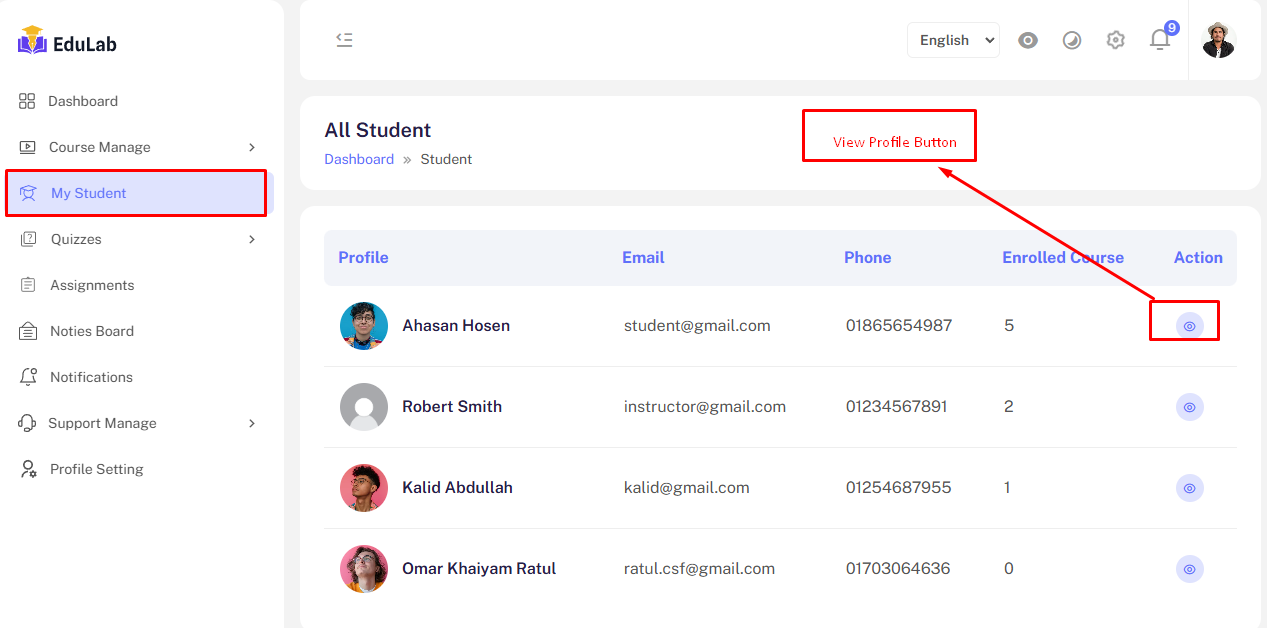 EduLab
English
9
Dashboard
Course Manage
My Student
Quizzes
Assignments
Noties Board
Notifications
Support Manage
Profile Setting
All Student
Dashboard » Student
View Profile Button
Profile Email Phone Enrolled Course Action
Ahasan Hosen student@gmail.com 01865654987 5
Robert Smith instructor@gmail.com 01234567891 2
Kalid Abdullah kalid@gmail.com 01254687955 1
Omar Khaiyam Ratul ratul.csf@gmail.com 01703064636 0